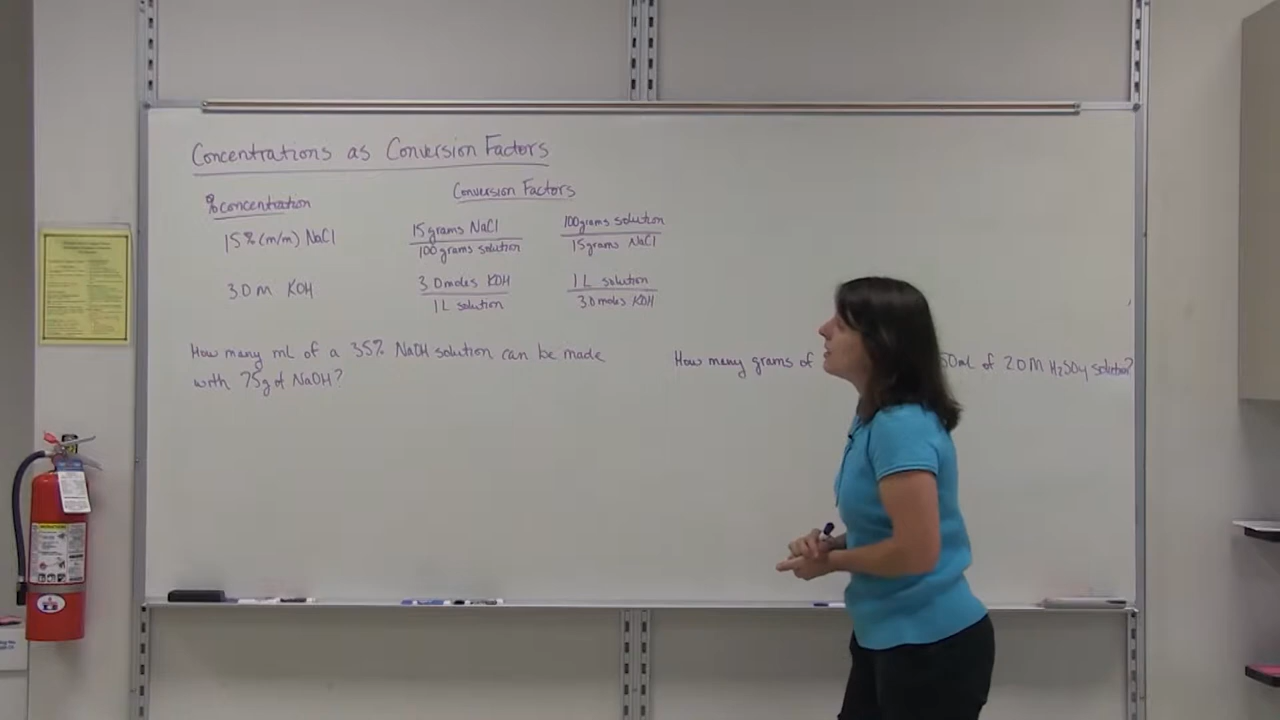 Concentrations as Conversion Factors
% concentration
Conversion Factors
15% (m/m) NaCl
15 grams NaCl
100 grams solution
100 grams solution
15 grams NaCl
3.0 M KOH
3.0 moles KOH
1 L solution
1 L solution
3.0 moles KOH
How many mL of a 35% NaOH solution can be made
with 75g of NaOH?
How many grams of
50mL of 2.0 M H₂SO₄ solution?